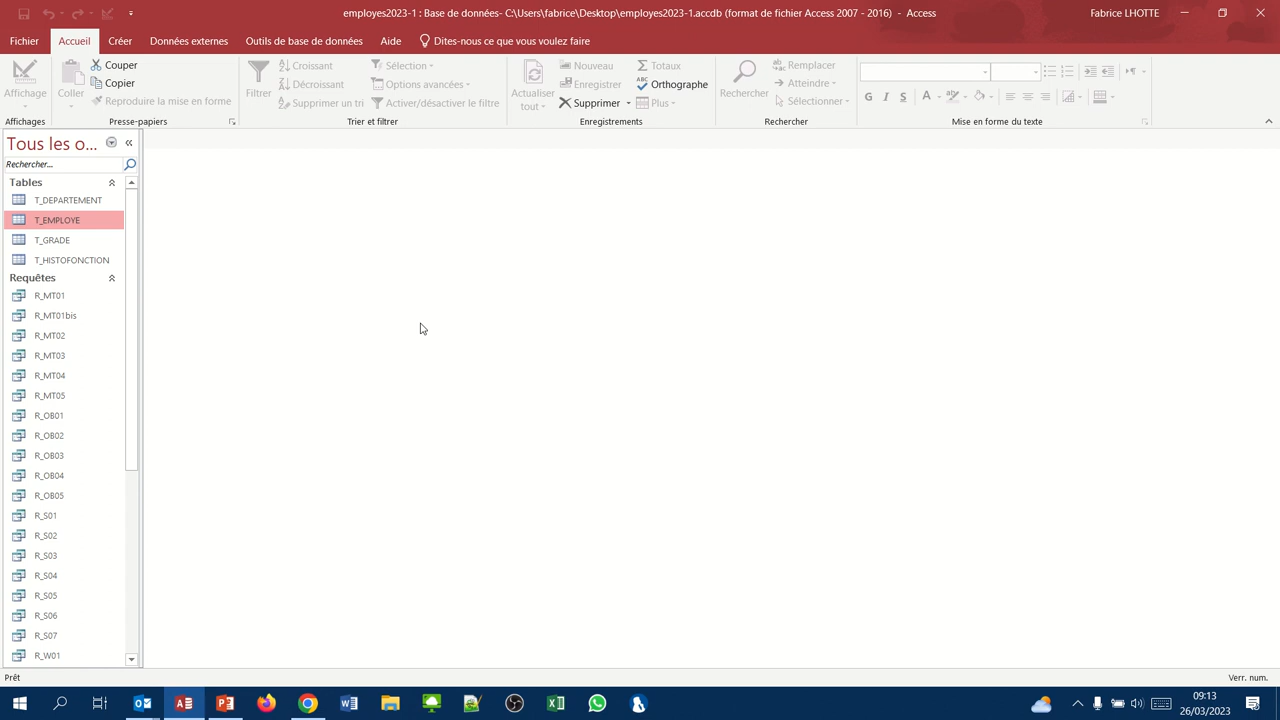 employes2023-1 : Base de données- C:\Users\fabrice\Desktop\employes2023-1.accdb (format de fichier Access 2007 - 2016) - Access
Fabrice LHOTTE
Fichier
Accueil
Créer
Données externes
Outils de base de données
Aide
Dites-nous ce que vous voulez faire
Affichage
Affichages
Coller
Couper
Copier
Reproduire la mise en forme
Presse-papiers
Filtrer
Croissant
Décroissant
Supprimer un tri
Sélection
Options avancées
Activer/désactiver le filtre
Trier et filtrer
Actualiser
tout
Nouveau
Enregistrer
Supprimer
Totaux
Orthographe
Plus
Enregistrements
Rechercher
Remplacer
Atteindre
Sélectionner
Rechercher
G I S A
Mise en forme du texte
Tous les o...
Rechercher...
Tables
T_DEPARTEMENT
T_EMPLOYE
T_GRADE
T_HISTOFONCTION
Requêtes
R_MT01
R_MT01bis
R_MT02
R_MT03
R_MT04
R_MT05
R_OB01
R_OB02
R_OB03
R_OB04
R_OB05
R_S01
R_S02
R_S03
R_S04
R_S05
R_S06
R_S07
R_W01
Prêt
Verr. num.
09:13
26/03/2023